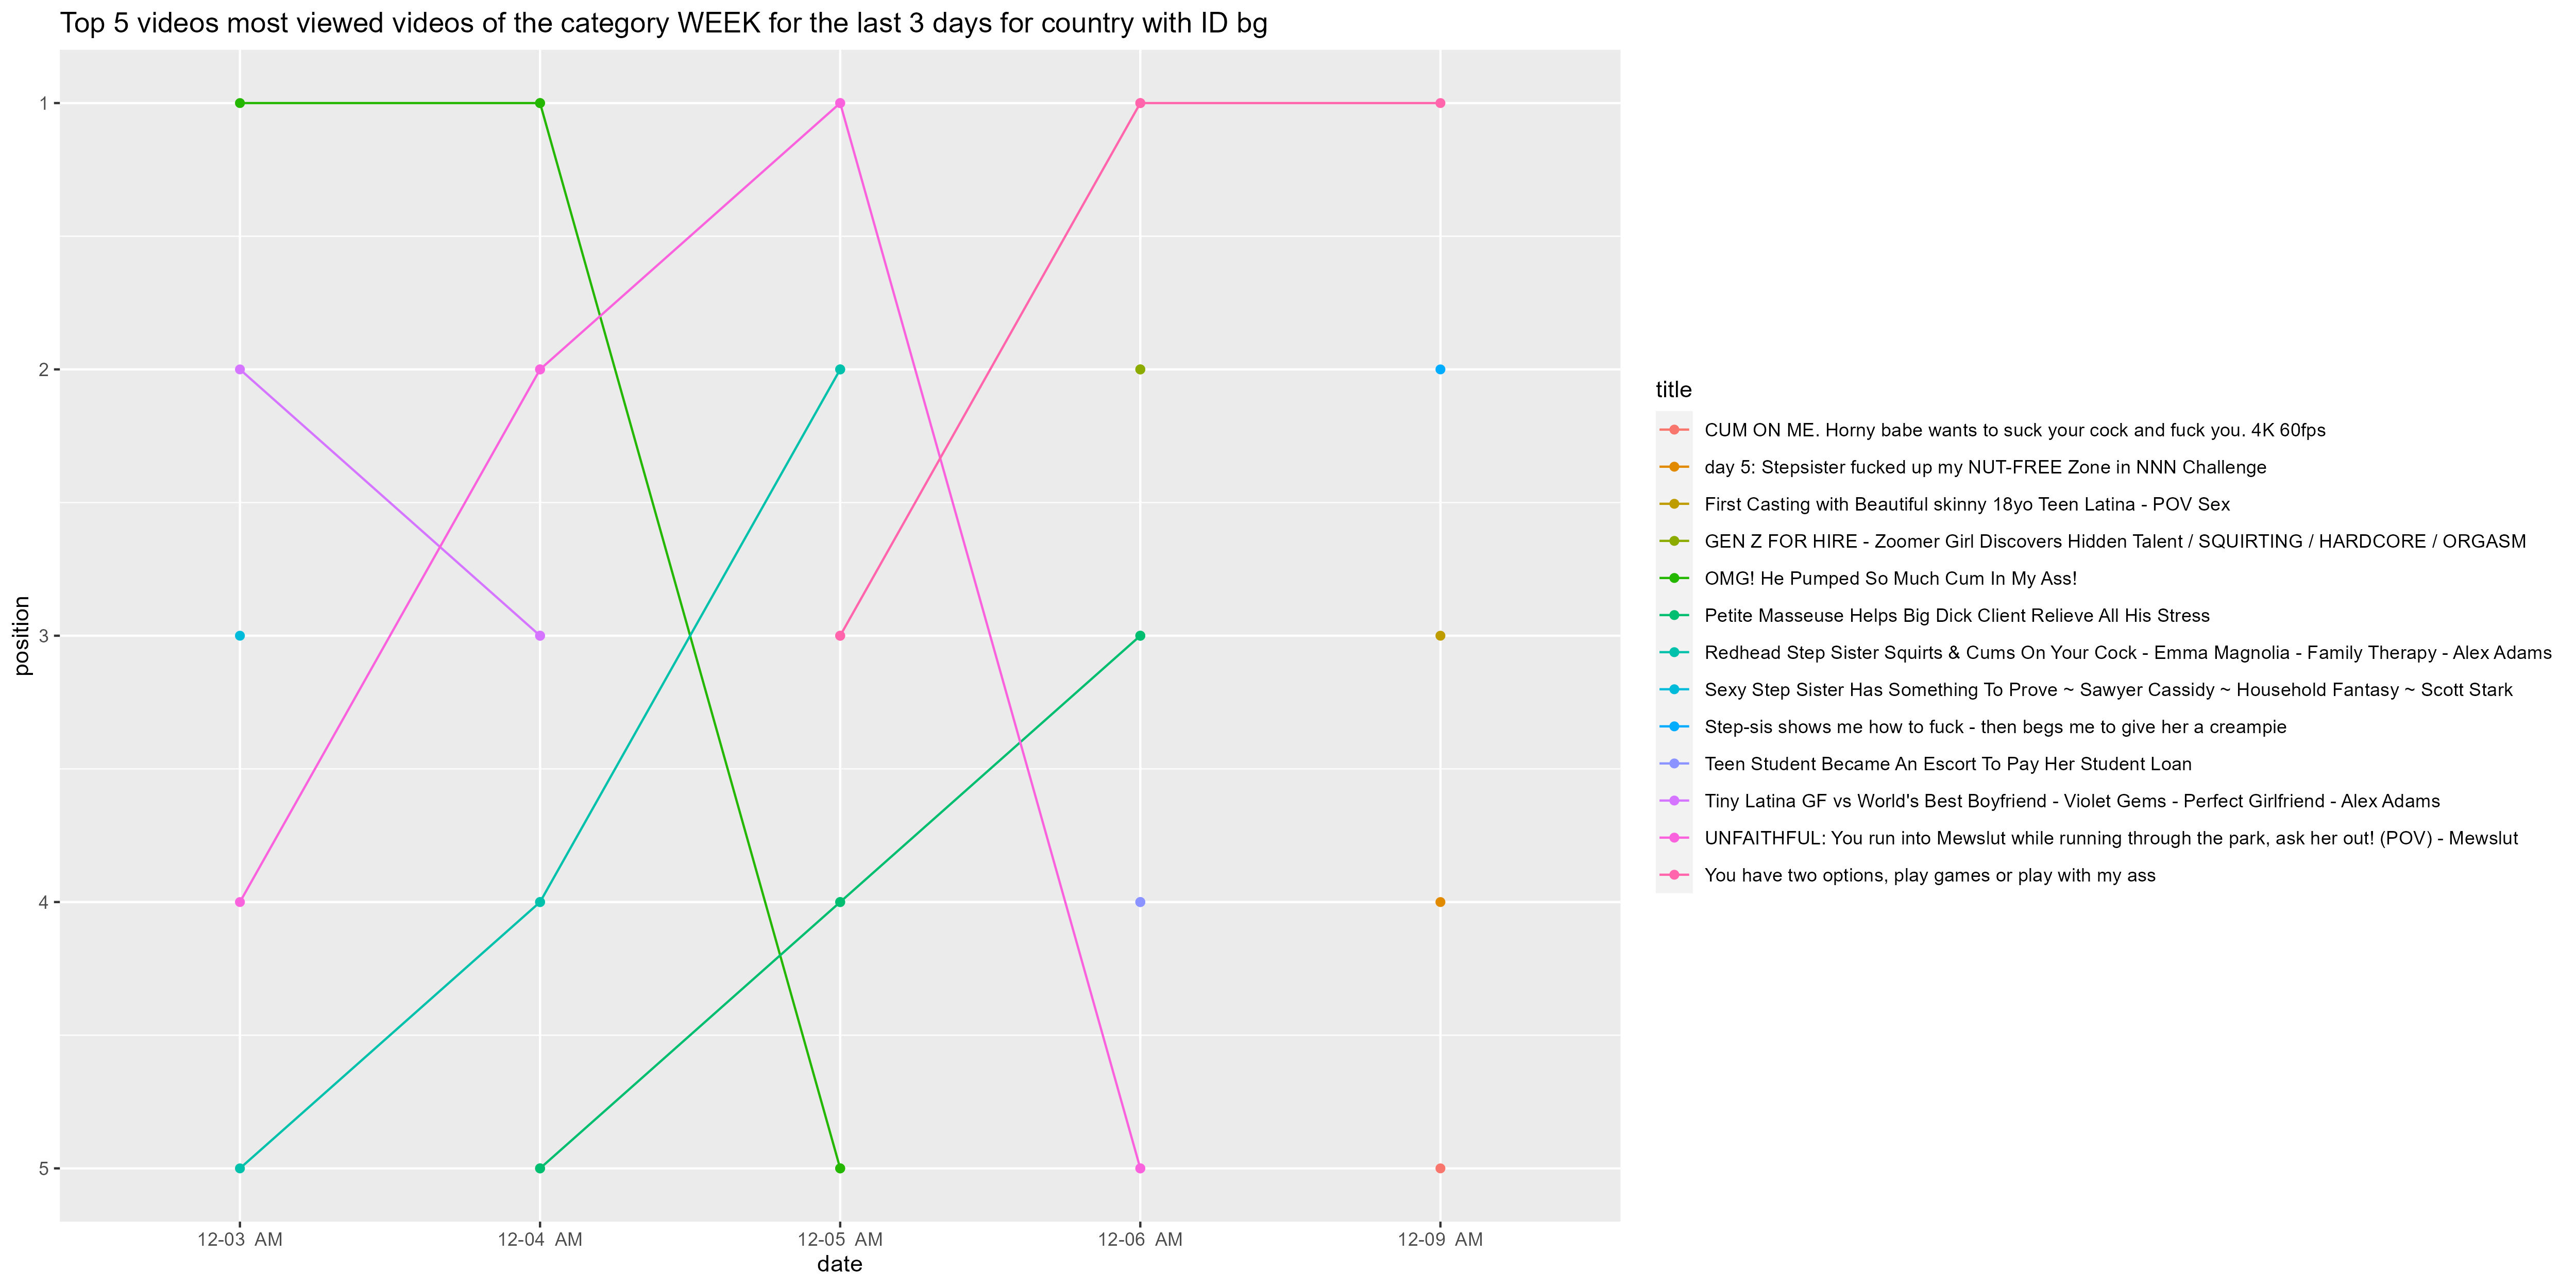 Top 5 videos most viewed videos of the category WEEK for the last 3 days for country with ID bg
position
1
2
3
4
5
12-03 AM
12-04 AM
12-05 AM
12-06 AM
12-09 AM
date
title
CUM ON ME. Horny babe wants to suck your cock and fuck you. 4K 60fps
day 5: Stepsister fucked up my NUT-FREE Zone in NNN Challenge
First Casting with Beautiful skinny 18yo Teen Latina - POV Sex
GEN Z FOR HIRE - Zoomer Girl Discovers Hidden Talent / SQUIRTING / HARDCORE / ORGASM
OMG! He Pumped So Much Cum In My Ass!
Petite Masseuse Helps Big Dick Client Relieve All His Stress
Redhead Step Sister Squirts & Cums On Your Cock - Emma Magnolia - Family Therapy - Alex Adams
Sexy Step Sister Has Something To Prove ~ Sawyer Cassidy ~ Household Fantasy ~ Scott Stark
Step-sis shows me how to fuck - then begs me to give her a creampie
Teen Student Became An Escort To Pay Her Student Loan
Tiny Latina GF vs World's Best Boyfriend - Violet Gems - Perfect Girlfriend - Alex Adams
UNFAITHFUL: You run into Mewslut while running through the park, ask her out! (POV) - Mewslut
You have two options, play games or play with my ass